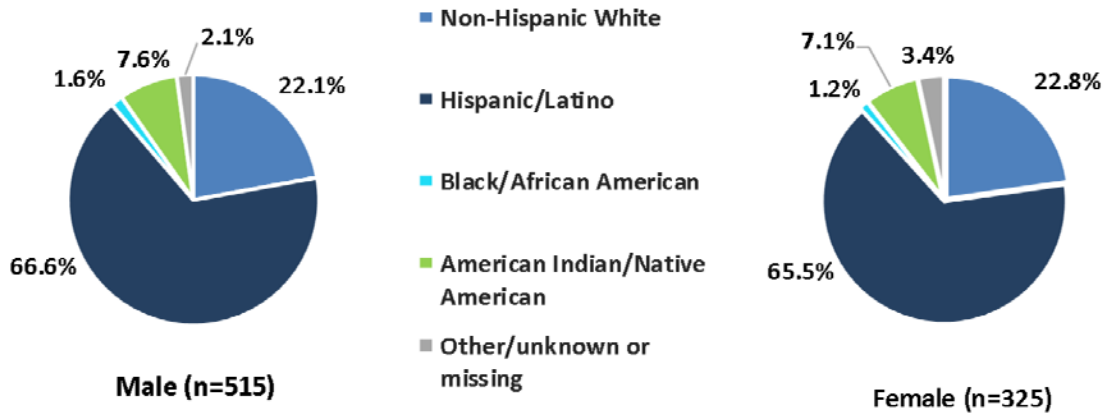 2.1%
7.6%
1.6%
22.1%
66.6%
Male (n=515)
Non-Hispanic White
Hispanic/Latino
Black/African American
American Indian/Native
American
Other/unknown or
missing
3.4%
7.1%
1.2%
22.8%
65.5%
Female (n=325)